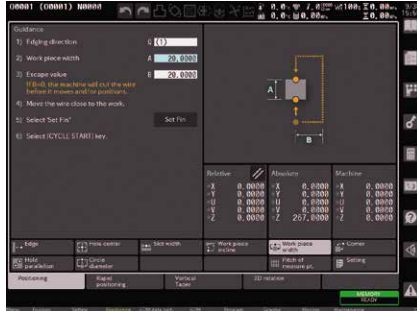 O0001 (O0001) N0000
Guidance
1) Edging direction Q {1}
2) Work piece width A 20.0000
3) Escape value B 20.0000
If B=0, the machine will cut the wire
before it moves and/or positions.
4) Move the wire close to the work.
5) Select 'Set Fin' Set Fin
6) Select [CYCLE START] key.
A
B
Relative Absolute Machine
X 0.0000 X 0.0000 X 0.0000
Y 0.0000 Y 0.0000 Y 0.0000
U 0.0000 U 0.0000 U 0.0000
V 0.0000 V 0.0000 V 0.0000
Z 0.0000 Z 267.0000 Z 0.0000
Edge Hole center Slot width Work piece incline Work piece width Corner
Hole parallelism Circle diameter Pitch of measure pt. Setting
Positioning Rapid positioning Vertical Taper 3D rotation
MEMORY
READY